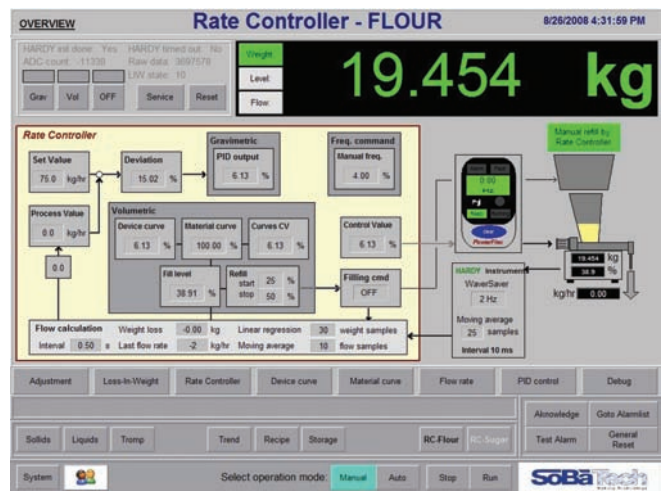 OVERVIEW
Rate Controller - FLOUR
8/26/2008 4:31:59 PM
HARDY init done: Yes HARDY timed out: No
ADC count: -11338 Raw data: 3697578
LIW state: 10
Grav Vol OFF Service Reset
Weight
Level
Flow
19.454 kg
Rate Controller
Set Value
75.0 kg/hr
Deviation
15.02 %
Gravimetric
PID output
6.13 %
Freq. command
Manual freq.
4.00 %
Process Value
0.0 kg/hr
0.0
Volumetric
Device curve
6.13 %
Material curve
100.00 %
Curves CV
6.13 %
Control Value
6.13 %
Fill level
38.91 %
Refill
start 25 %
stop 50 %
Filling cmd
OFF
Flow calculation Weight loss -0.00 kg Linear regression 30 weight samples
Interval 0.50 s Last flow rate -2 kg/hr Moving average 10 flow samples
0.00
PowerFlex
Manual refill by
Rate Controller
19.454 kg
38.9 %
kg/hr 0.00
HARDY Instrument
WaverSaver
2 Hz
Moving average
25 samples
Interval 10 ms
Adjustment Loss-In-Weight Rate Controller Device curve Material curve Flow rate PID control Debug
Aknowledge Goto Alarmlist
Sollids Liquids Tromp Trend Recipe Storage RC-Flour RC-Sugar Test Alarm General Reset
System Select operation mode: Manual Auto Stop Run
SoBaTech